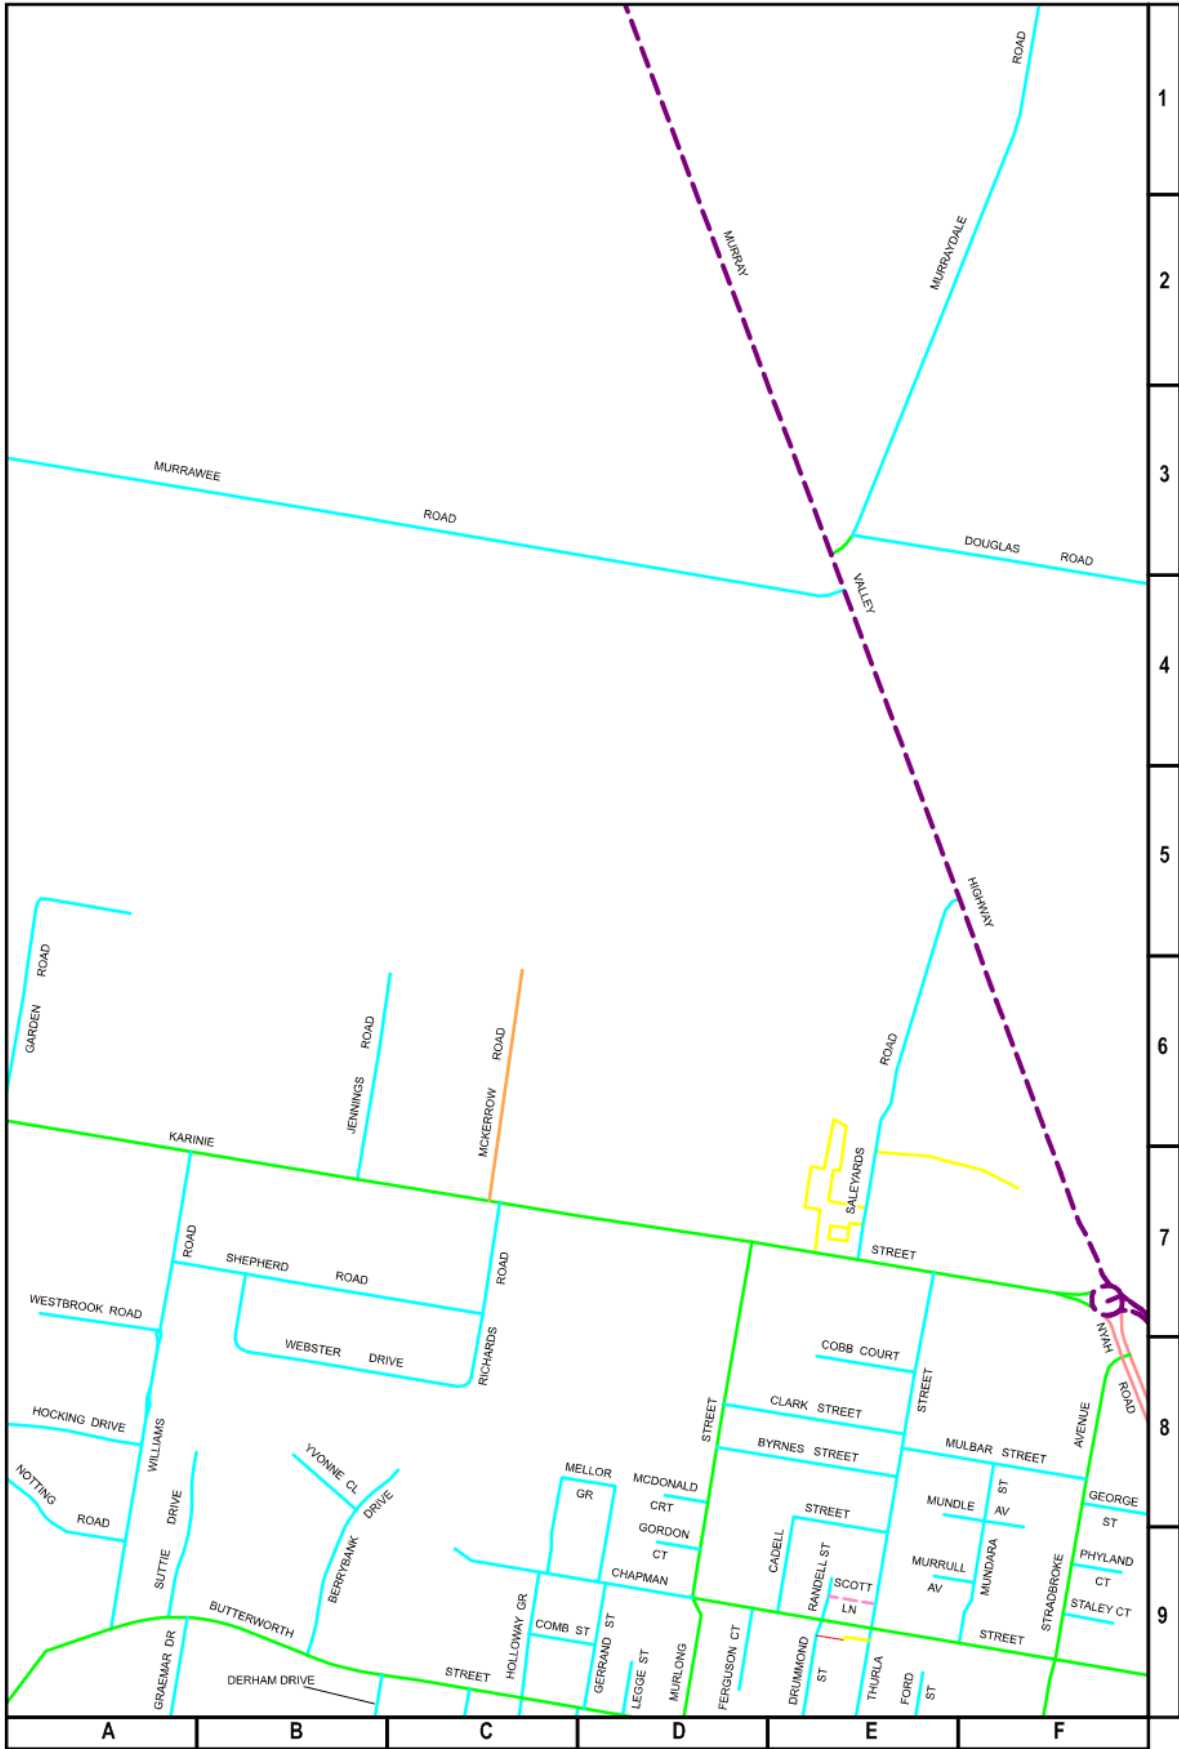 ROAD
1
MURRAYDALE
MURRAY
2
MURRAWEE
ROAD
3
DOUGLAS ROAD
VALLEY
4
5
HIGHWAY
GARDEN ROAD
JENNINGS ROAD
MCKERROW ROAD
ROAD
6
KARINIE
SALEYARDS
STREET
7
ROAD
SHEPHERD ROAD
ROAD
WESTBROOK ROAD
WEBSTER DRIVE
RICHARDS
COBB COURT
NYAH
ROAD
STREET
CLARK STREET
STREET
AVENUE
8
HOCKING DRIVE
WILLIAMS
BYRNES STREET
MULBAR STREET
NOTTING
ROAD
SUTTIE DRIVE
YVONNE CL
BERRYBANK DRIVE
MELLOR
GR
MCDONALD
CRT
GORDON
CT
CADELL
STREET
MUNDLE AV
ST
GEORGE
ST
CHAPMAN
RANDELL ST
SCOTT
LN
MURRULL
AV
MUNDARA
STRADBROKE
PHYLAND
CT
STALEY CT
9
BUTTERWORTH
GRAEMAR DR
DERHAM DRIVE
STREET
HOLLOWAY GR
COMB ST
GERRAND ST
LEGGE ST
MURLONG
FERGUSON CT
DRUMMOND
ST
THURLA
FORD
ST
STREET
A
B
C
D
E
F